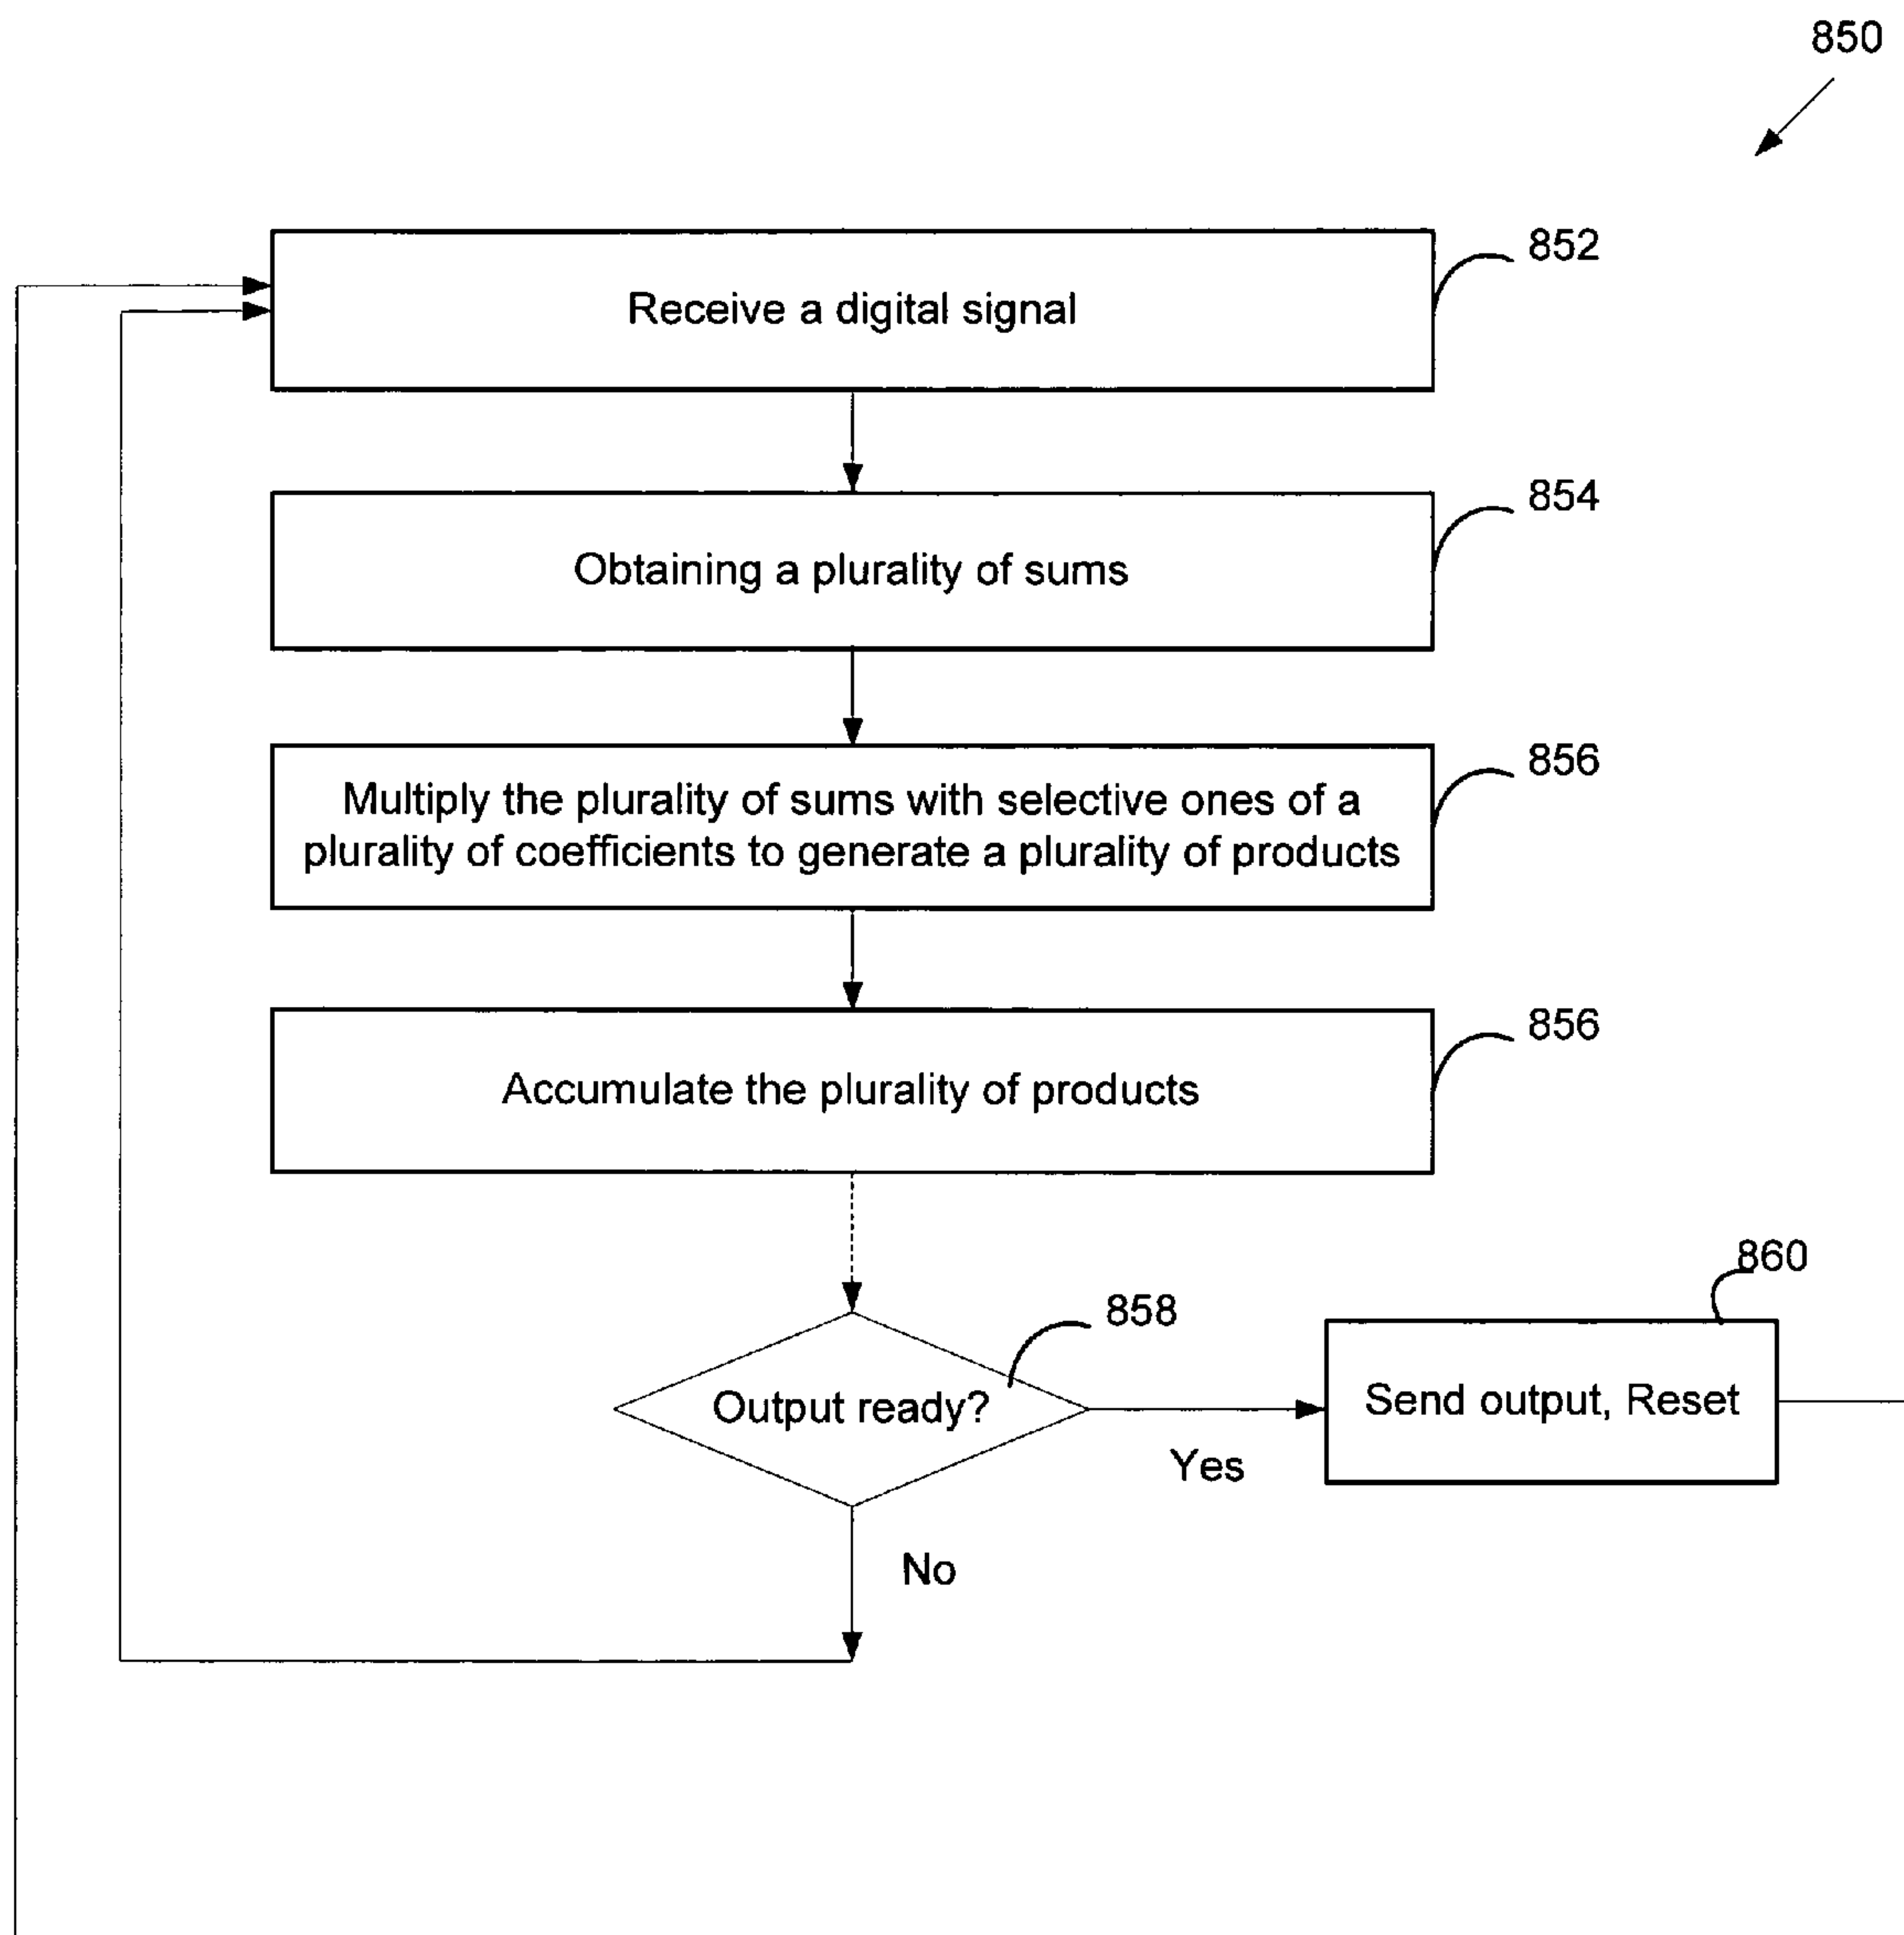 850
852
Receive a digital signal
854
Obtaining a plurality of sums
856
Multiply the plurality of sums with selective ones of a
plurality of coefficients to generate a plurality of products
856
Accumulate the plurality of products
860
858
Output ready?
Send output, Reset
Yes
No